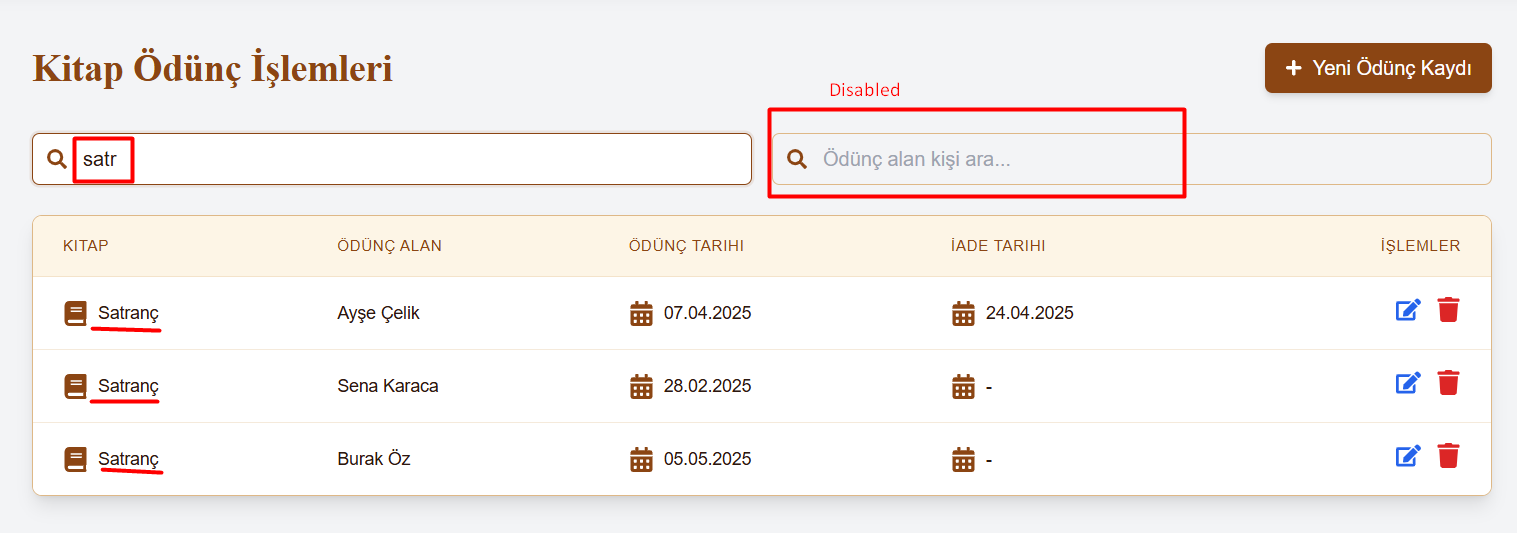 Kitap Ödünç İşlemleri
+ Yeni Ödünç Kaydı
Disabled
satr
Ödünç alan kişi ara...
KITAP ÖDÜNÇ ALAN ÖDÜNÇ TARIHI İADE TARIHI İŞLEMLER
Satranç Ayşe Çelik 07.04.2025 24.04.2025
Satranç Sena Karaca 28.02.2025 -
Satranç Burak Öz 05.05.2025 -